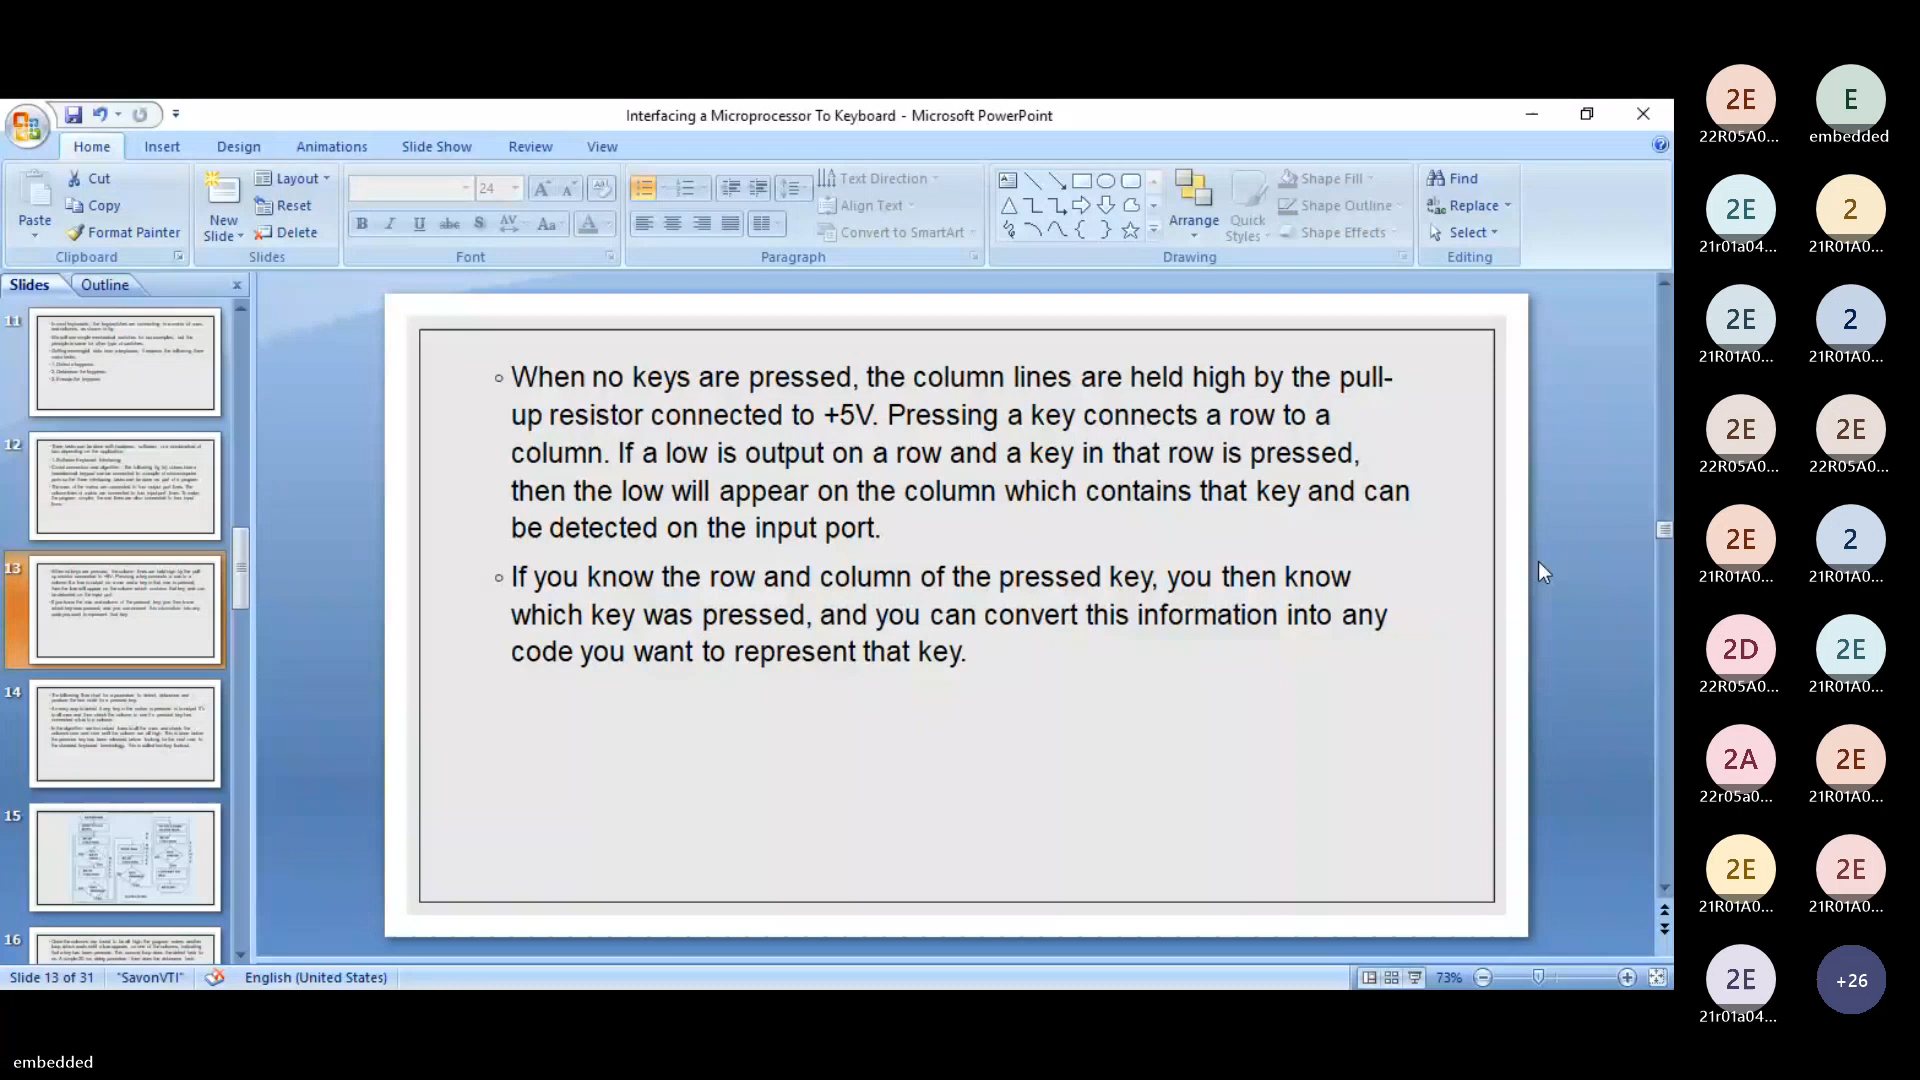 Interfacing a Microprocessor To Keyboard - Microsoft PowerPoint
Home Insert Design Animations Slide Show Review View
Paste
Cut
Copy
Format Painter
Clipboard
New Slide
Layout
Reset
Delete
Slides
24
B I U abc S AV Aa A
Font
Text Direction
Align Text
Convert to SmartArt
Paragraph
Arrange
Quick Styles
Shape Fill
Shape Outline
Shape Effects
Drawing
Find
Replace
Select
Editing
Slides Outline
11
12
13
14
15
16
When no keys are pressed, the column lines are held high by the pull-
up resistor connected to +5V. Pressing a key connects a row to a
column. If a low is output on a row and a key in that row is pressed,
then the low will appear on the column which contains that key and can
be detected on the input port.
If you know the row and column of the pressed key, you then know
which key was pressed, and you can convert this information into any
code you want to represent that key.
Slide 13 of 31 "SavonVTI" English (United States) 73%
embedded
2E E
22R05A0... embedded
2E 2
21r01a04... 21R01A0...
2E 2
21R01A0... 21R01A0...
2E 2E
22R05A0... 22R05A0...
2E 2
21R01A0... 21R01A0...
2D 2E
22R05A0... 21R01A0...
2A 2E
22r05a0... 21R01A0...
2E 2E
21R01A0... 21R01A0...
2E +26
21r01a04...